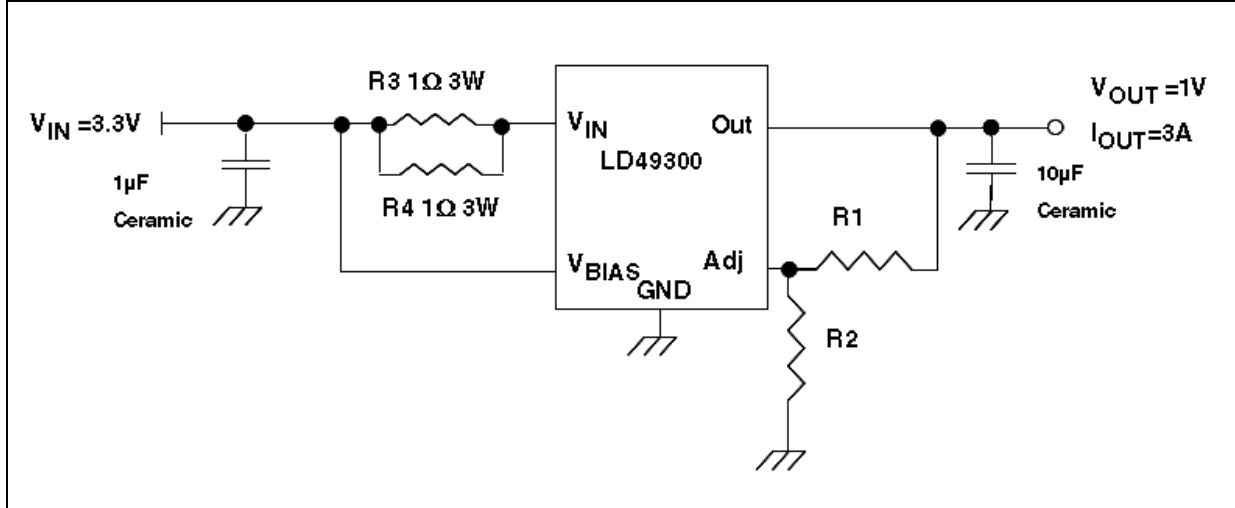 R3 1Ω 3W
V_IN =3.3V
1µF
Ceramic
R4 1Ω 3W
V_IN
Out
LD49300
V_BIAS
GND
Adj
R1
R2
V_OUT =1V
I_OUT =3A
10µF
Ceramic